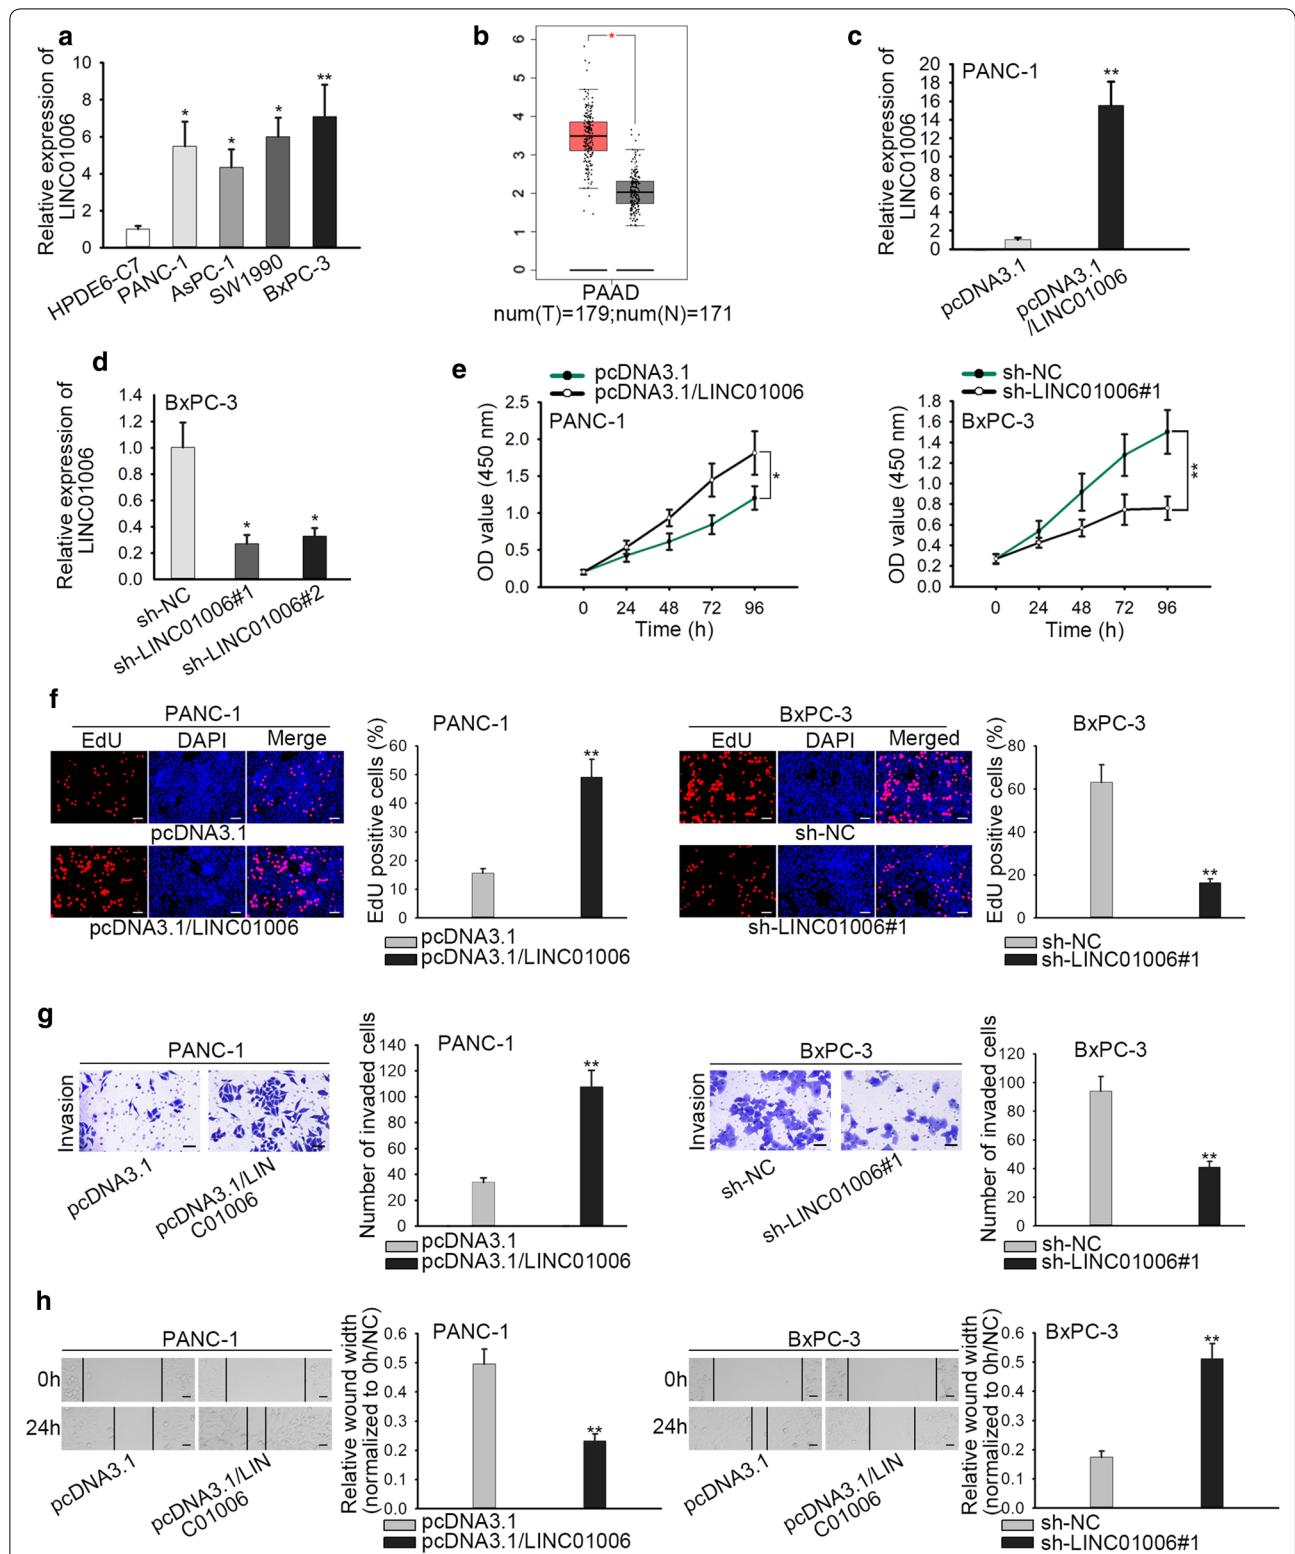 a
Relative expression of
LINC01006
10
8
6
4
2
0
*
*
*
**
HPDE6-C7
PANC-1
AsPC-1
SW1990
BxPC-3
b
6
5
4
3
2
1
0
*
PAAD
num(T)=179;num(N)=171
c
Relative expression of
LINC01006
20
18
16
14
12
10
8
6
4
2
0
PANC-1
**
pcDNA3.1
pcDNA3.1
/LINC01006
d
Relative expression of
LINC01006
1.4
1.2
1.0
0.8
0.6
0.4
0.2
0.0
BxPC-3
*
*
sh-NC
sh-LINC01006#1
sh-LINC01006#2
e
pcDNA3.1
pcDNA3.1/LINC01006
OD value (450 nm)
2.5
2.0
1.5
1.0
0.5
0.0
PANC-1
*
0 24 48 72 96
Time (h)
sh-NC
sh-LINC01006#1
OD value (450 nm)
1.8
1.6
1.4
1.2
1.0
0.8
0.6
0.4
0.2
0.0
BxPC-3
**
0 24 48 72 96
Time (h)
f
PANC-1
EdU DAPI Merge
pcDNA3.1
pcDNA3.1/LINC01006
EdU positive cells (%)
60
50
40
30
20
10
0
PANC-1
**
pcDNA3.1
pcDNA3.1/LINC01006
BxPC-3
EdU DAPI Merged
sh-NC
sh-LINC01006#1
EdU positive cells (%)
80
60
40
20
0
BxPC-3
**
sh-NC
sh-LINC01006#1
g
PANC-1
Invasion
pcDNA3.1
pcDNA3.1/LIN
C01006
Number of invaded cells
140
120
100
80
60
40
20
0
PANC-1
**
pcDNA3.1
pcDNA3.1/LINC01006
BxPC-3
Invasion
sh-NC
sh-LINC01006#1
Number of invaded cells
120
100
80
60
40
20
0
BxPC-3
**
sh-NC
sh-LINC01006#1
h
PANC-1
0h
24h
pcDNA3.1
pcDNA3.1/LIN
C01006
Relative wound width
(normalized to 0h/NC)
0.6
0.5
0.4
0.3
0.2
0.1
0.0
PANC-1
**
pcDNA3.1
pcDNA3.1/LINC01006
BxPC-3
0h
24h
pcDNA3.1
pcDNA3.1/LIN
C01006
Relative wound width
(normalized to 0h/NC)
0.6
0.5
0.4
0.3
0.2
0.1
0.0
BxPC-3
**
sh-NC
sh-LINC01006#1